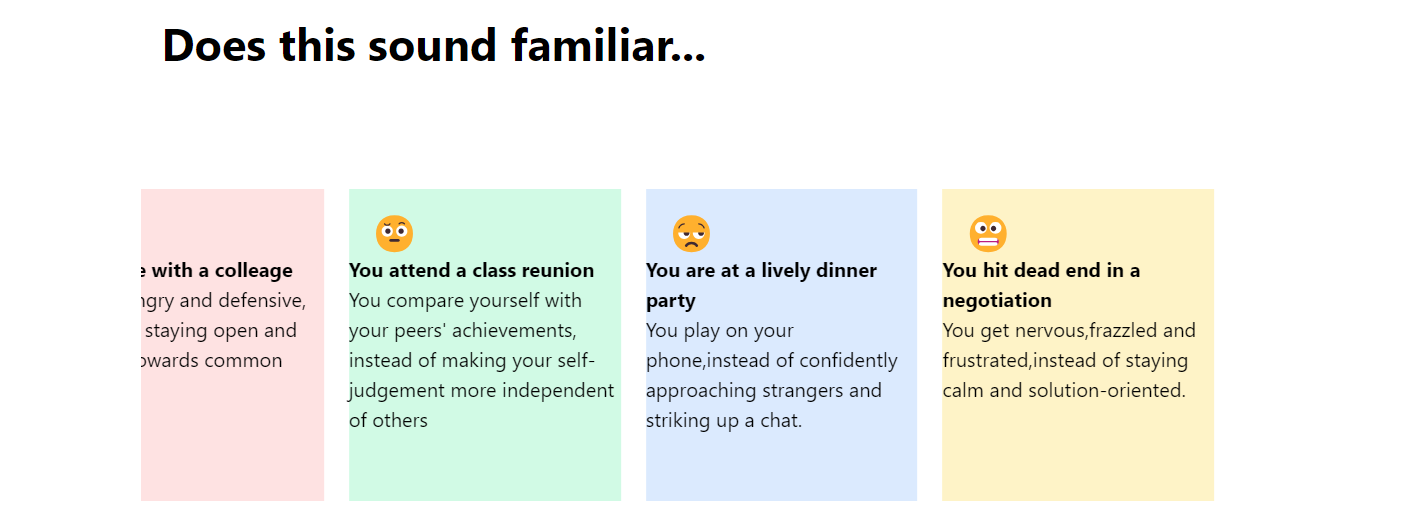 Does this sound familiar...
with a colleage
and defensive,
staying open and
common
You attend a class reunion
You compare yourself with
your peers' achievements,
instead of making your self-
judgement more independent
of others
You are at a lively dinner
party
You play on your
phone,instead of confidently
approaching strangers and
striking up a chat.
You hit dead end in a
negotiation
You get nervous,frazzled and
frustrated,instead of staying
calm and solution-oriented.